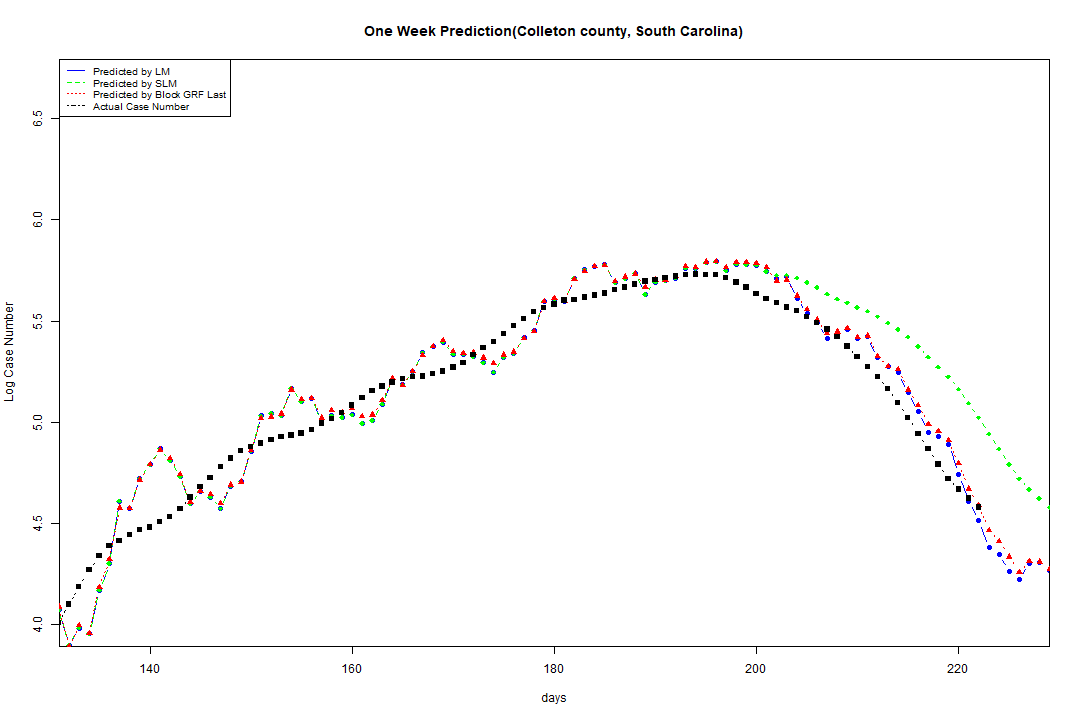 One Week Prediction(Colleton county, South Carolina)
Predicted by LM
Predicted by SLM
Predicted by Block GRF Last
Actual Case Number
6.5
6.0
5.5
5.0
4.5
4.0
Log Case Number
140 160 180 200 220
days